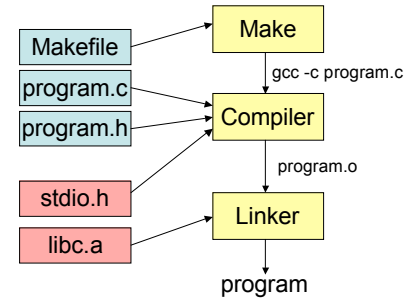 Makefile
Make
gcc -c program.c
program.c
program.h
Compiler
program.o
stdio.h
libc.a
Linker
program